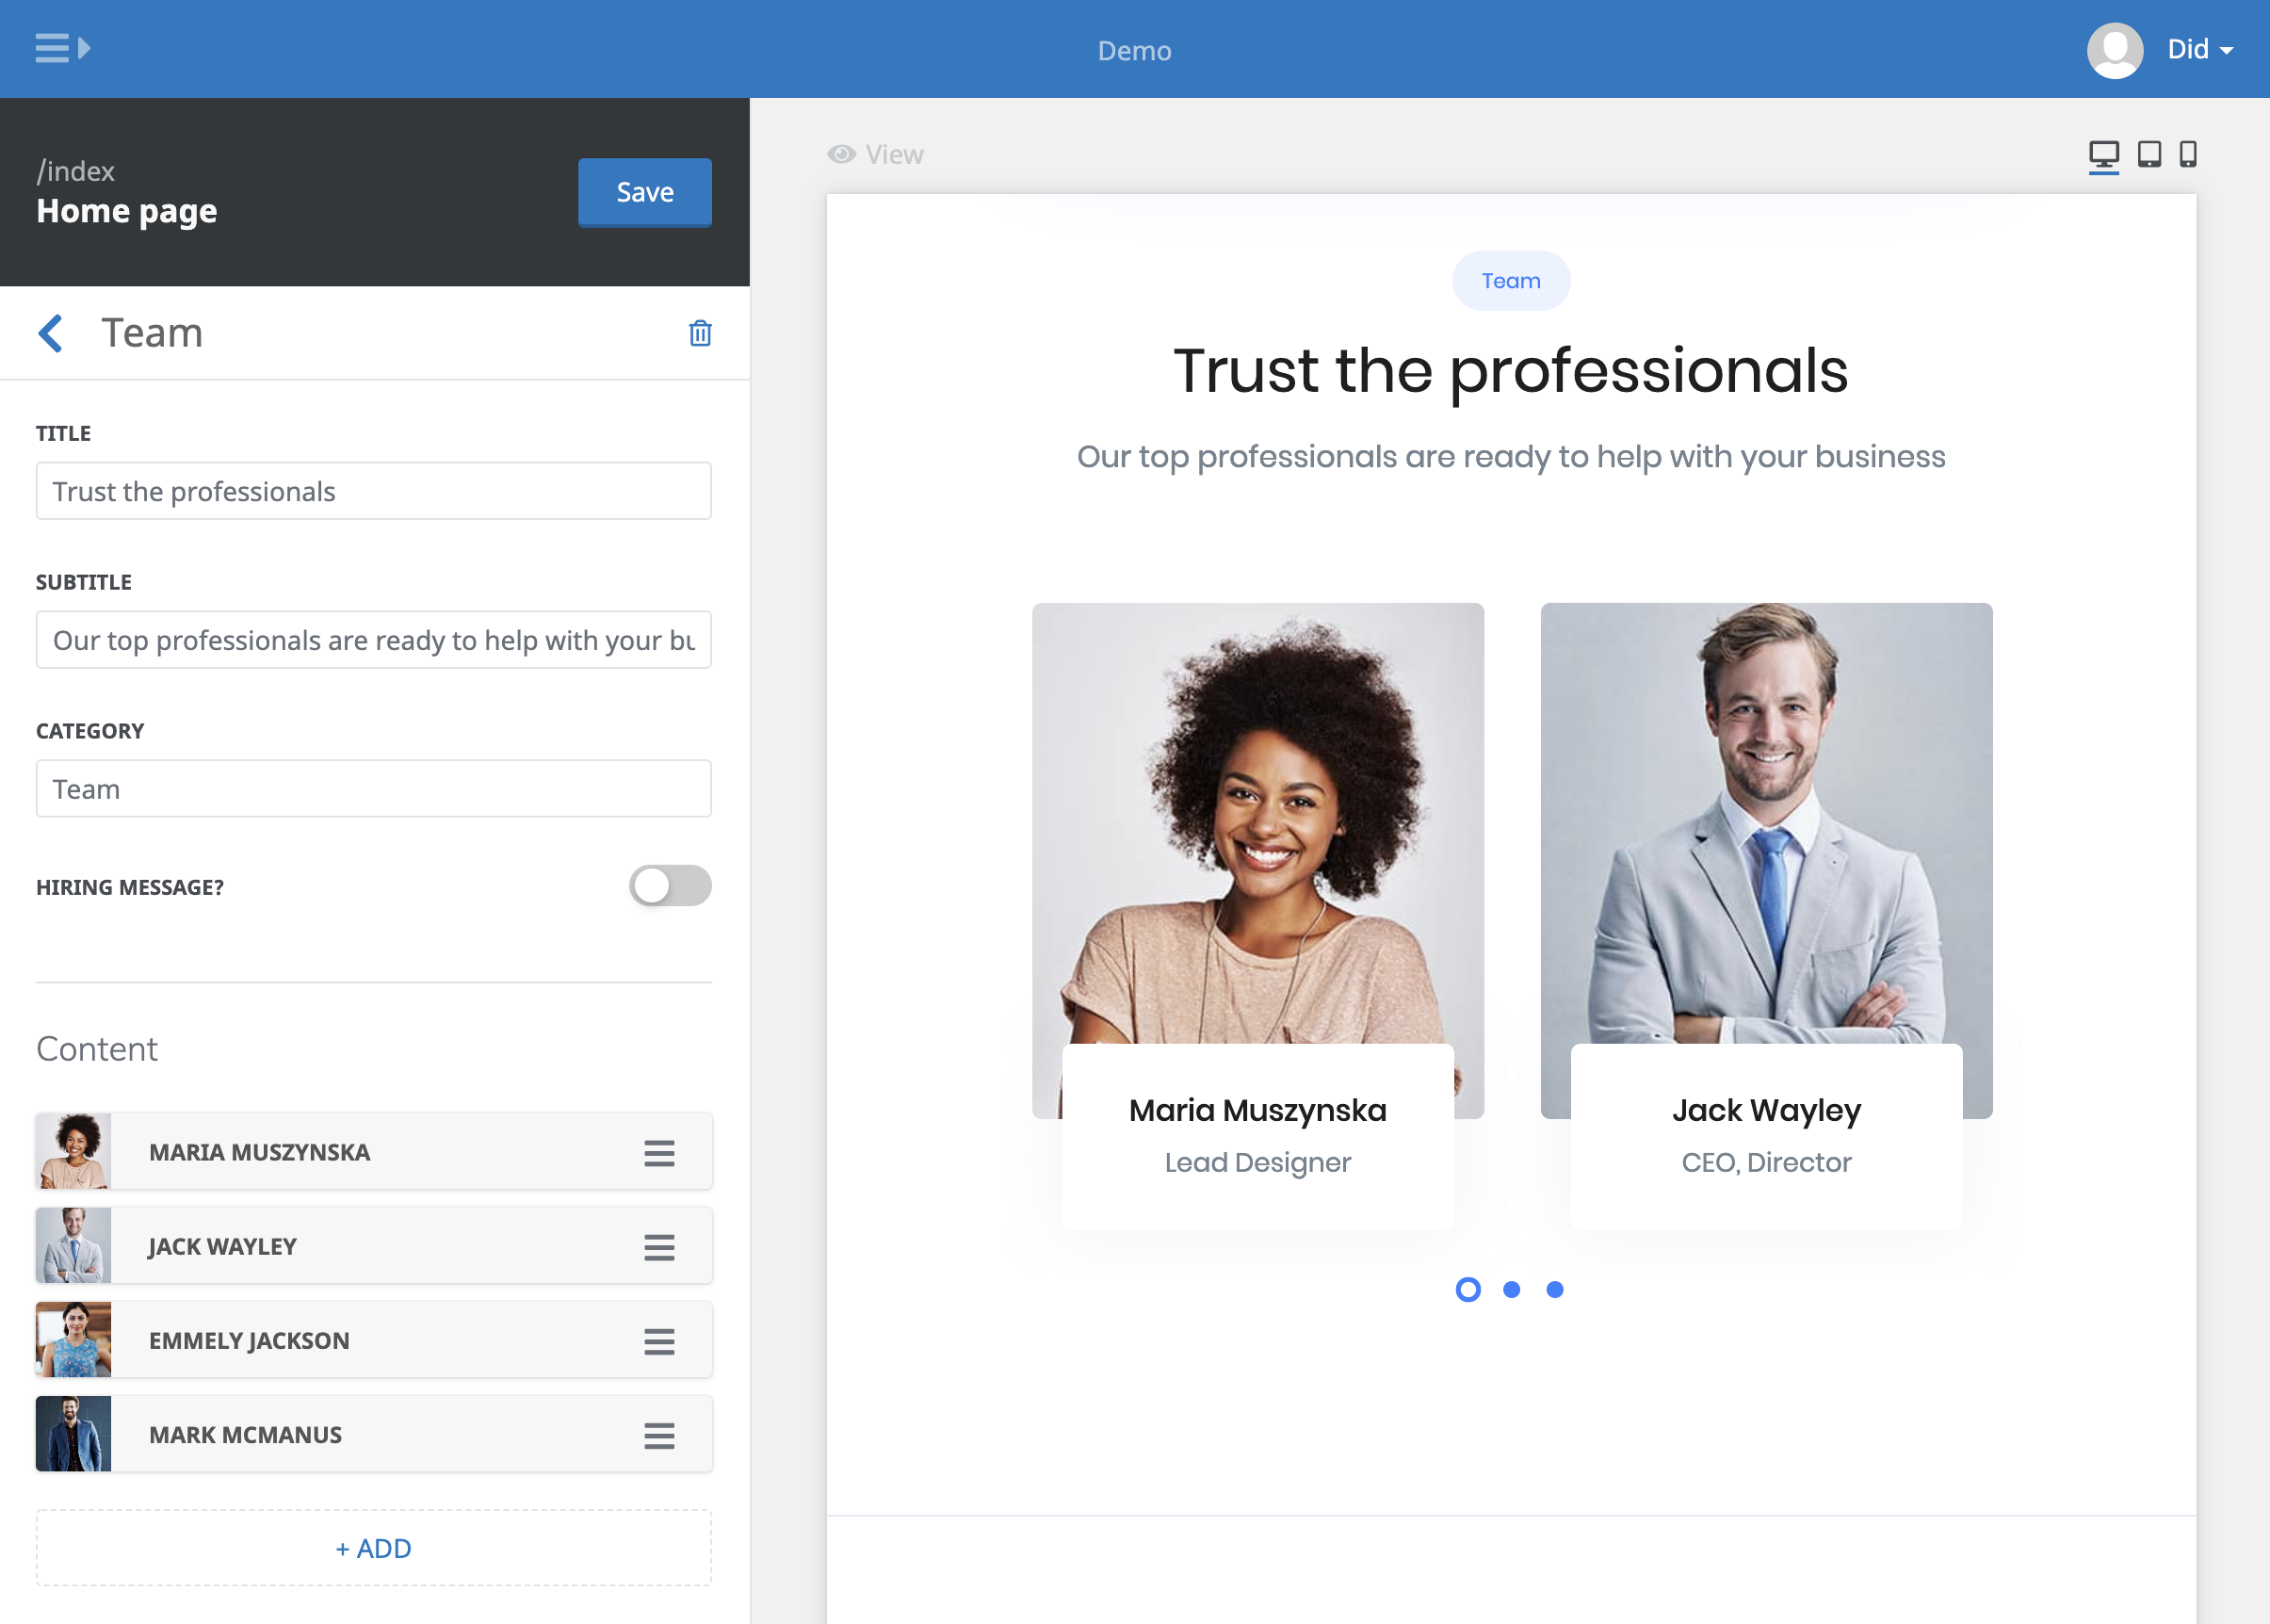 Demo
Did
/index
Home page
Save
Team
TITLE
Trust the professionals
SUBTITLE
Our top professionals are ready to help with your bu
CATEGORY
Team
HIRING MESSAGE?
Content
MARIA MUSZYNSKA
JACK WAYLEY
EMMELY JACKSON
MARK MCMANUS
+ ADD
View
Team
Trust the professionals
Our top professionals are ready to help with your business
Maria Muszynska
Lead Designer
Jack Wayley
CEO, Director